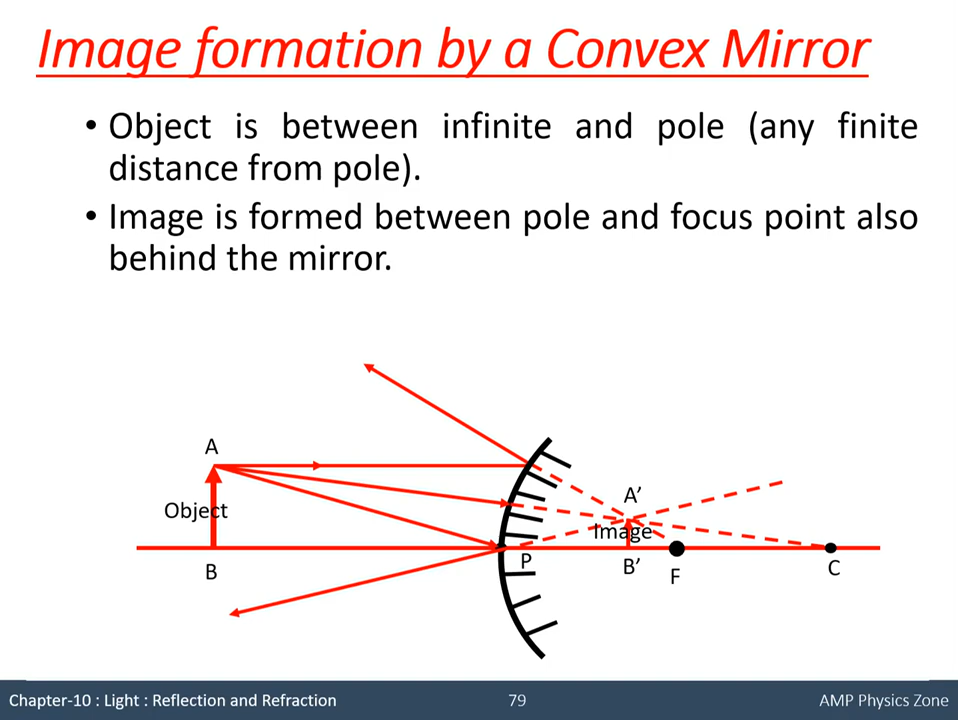 Image formation by a Convex Mirror
• Object is between infinite and pole (any finite
distance from pole).
• Image is formed between pole and focus point also
behind the mirror.
A
A’
Object
Image
P
B
B’
F
C
Chapter-10 : Light : Reflection and Refraction
79
AMP Physics Zone